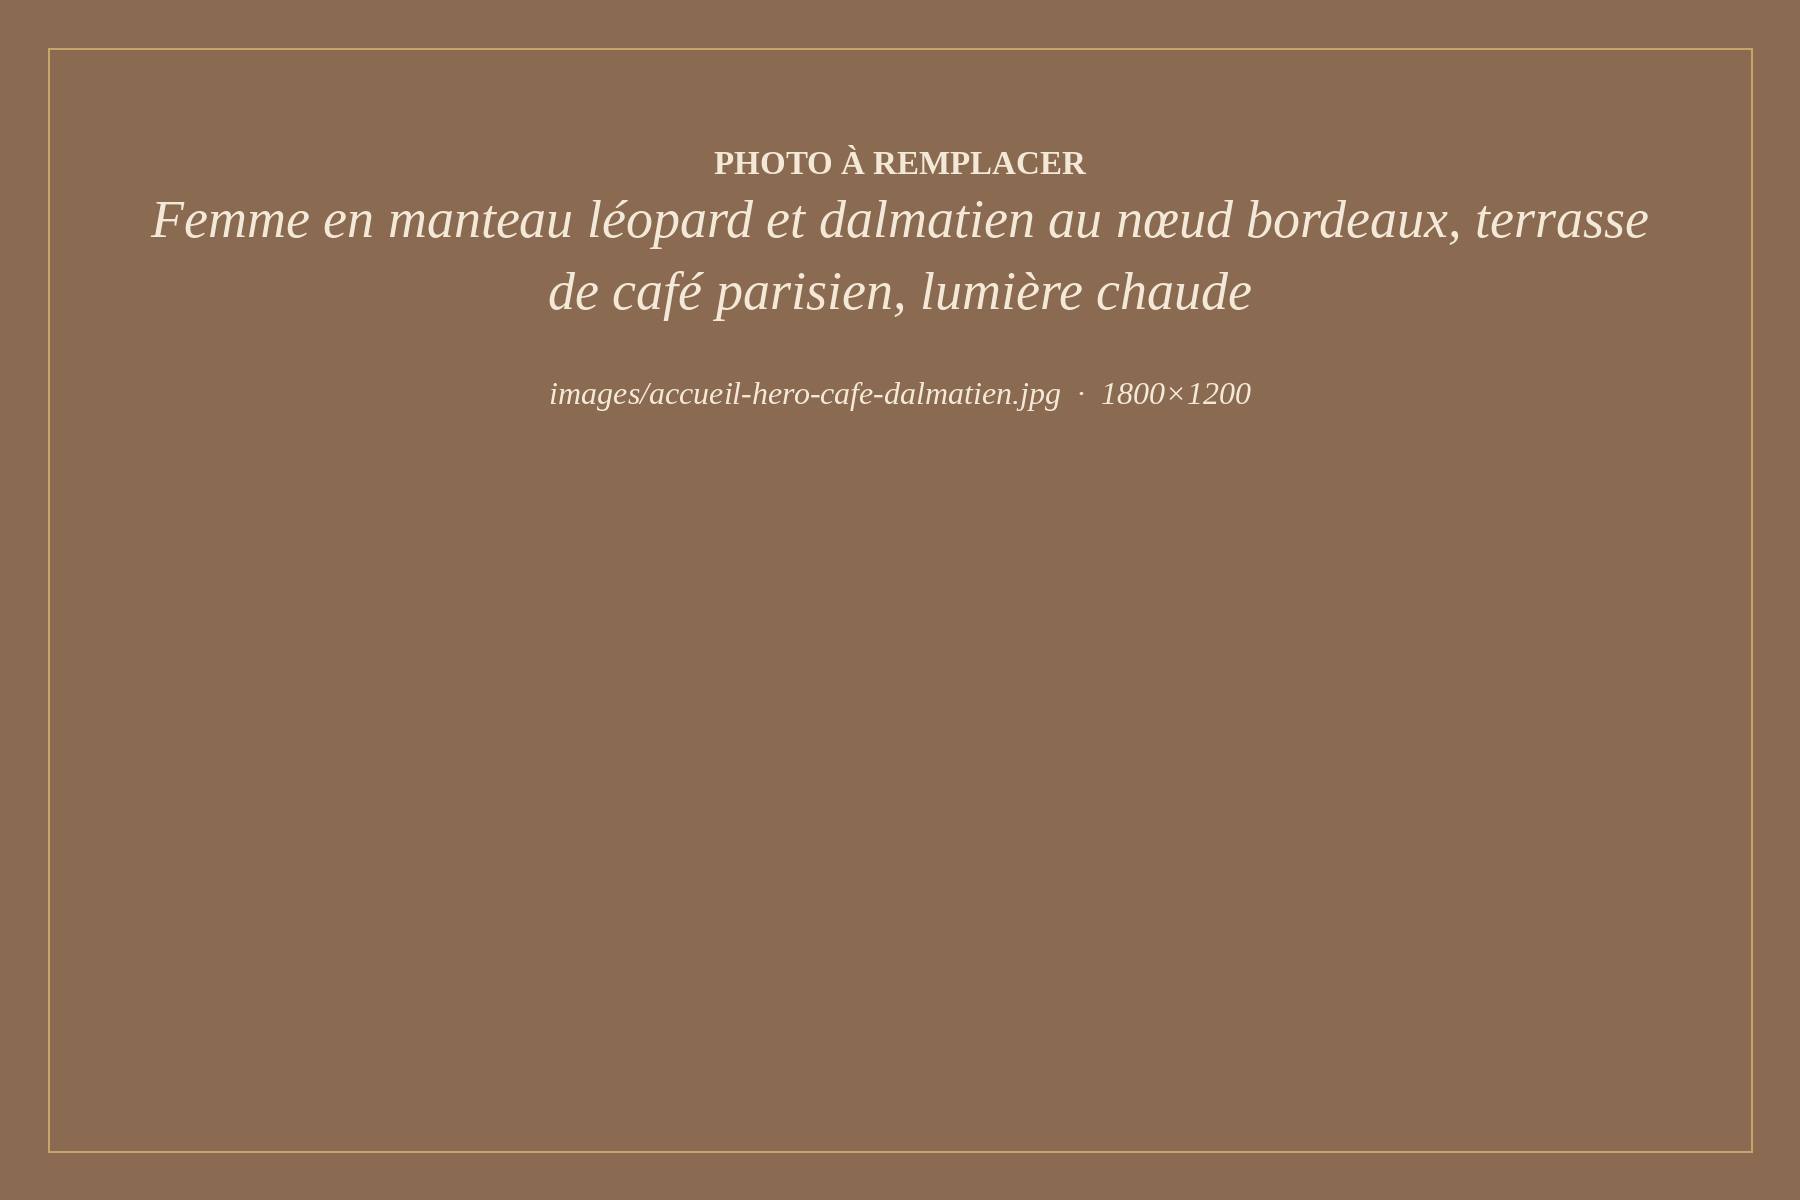 PHOTO À REMPLACER
Femme en manteau léopard et dalmatien au nœud bordeaux, terrasse
de café parisien, lumière chaude
images/accueil-hero-cafe-dalmatien.jpg · 1800×1200